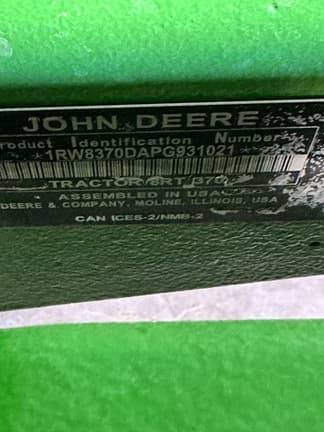 JOHN DEERE
Product Identification Number
*1RW8370DAPG931021*
TRACTOR 8RT 370
ASSEMBLED IN USA
DEERE & COMPANY, MOLINE, ILLINOIS, USA
CAN ICES-2/NMB-2